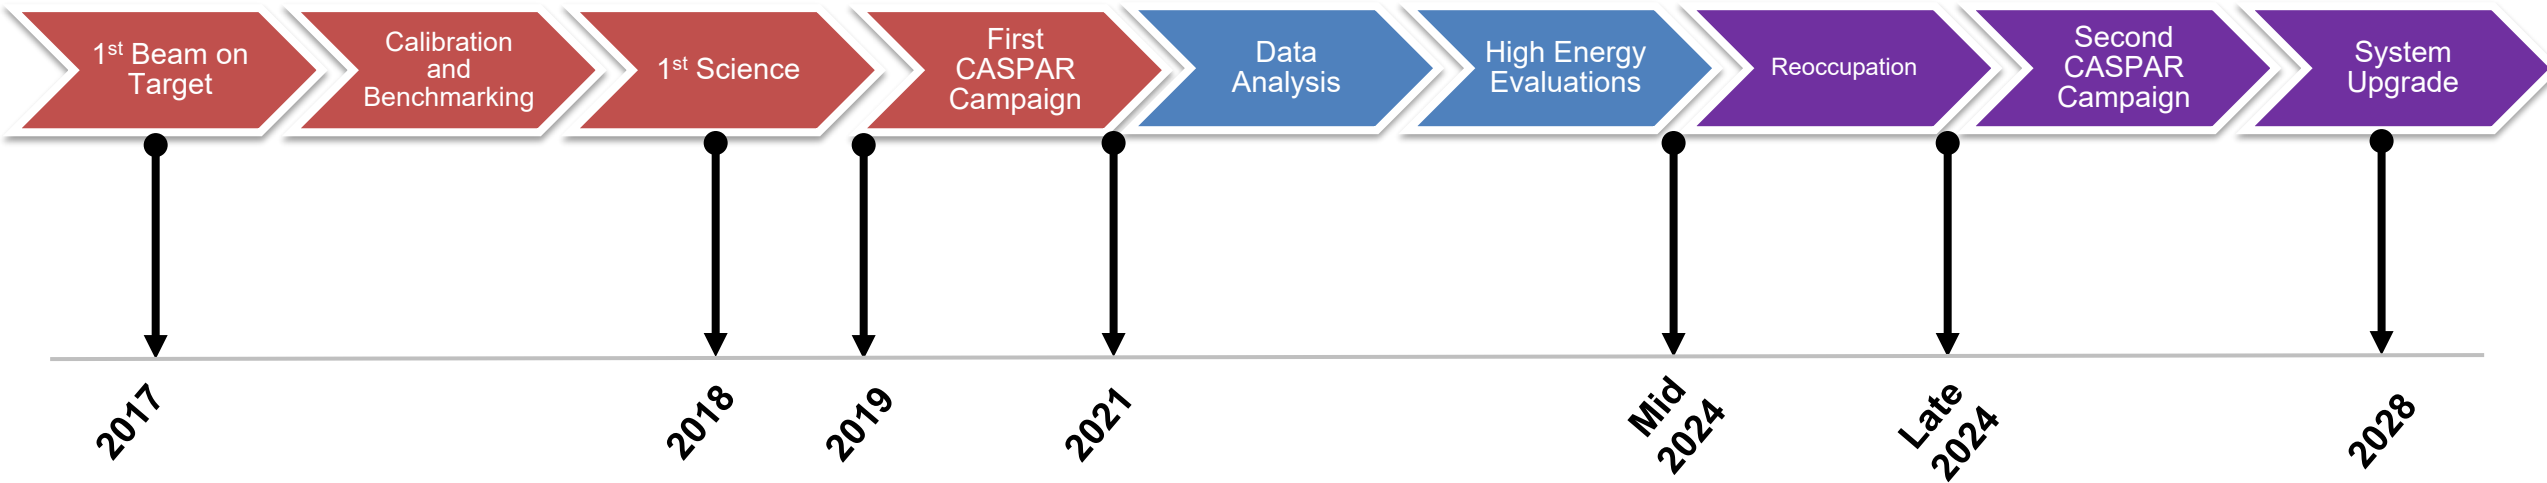 1st Beam on
Target
Calibration
and
Benchmarking
1st Science
First
CASPAR
Campaign
Data
Analysis
High Energy
Evaluations
Reoccupation
Second
CASPAR
Campaign
System
Upgrade
2017
2018
2019
2021
Mid
2024
Late
2024
2028